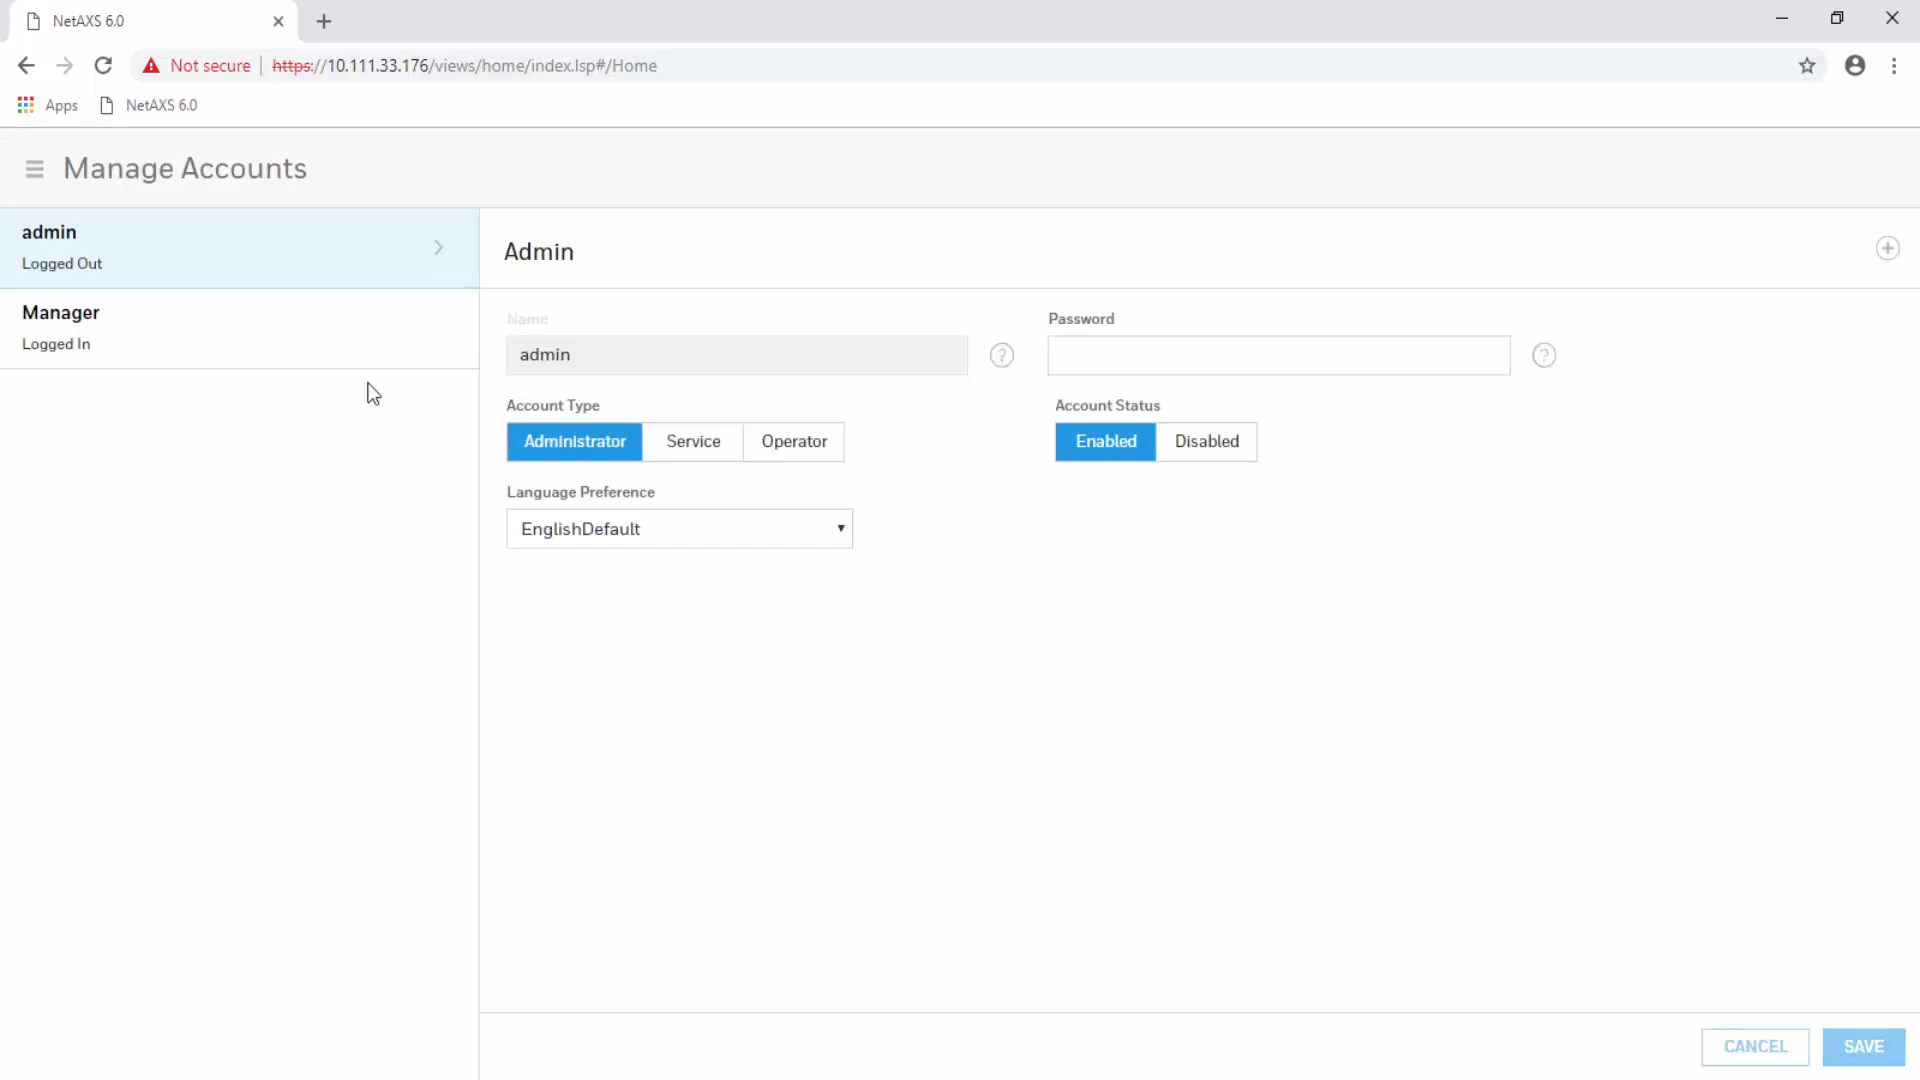 NetAXS 6.0
Not secure https://10.111.33.176/views/home/index.lsp#/Home
Apps NetAXS 6.0
Manage Accounts
admin
Logged Out
Manager
Logged In
Admin
Name
Password
admin
?
?
Account Type
Account Status
Administrator Service Operator
Enabled Disabled
Language Preference
EnglishDefault
CANCEL SAVE